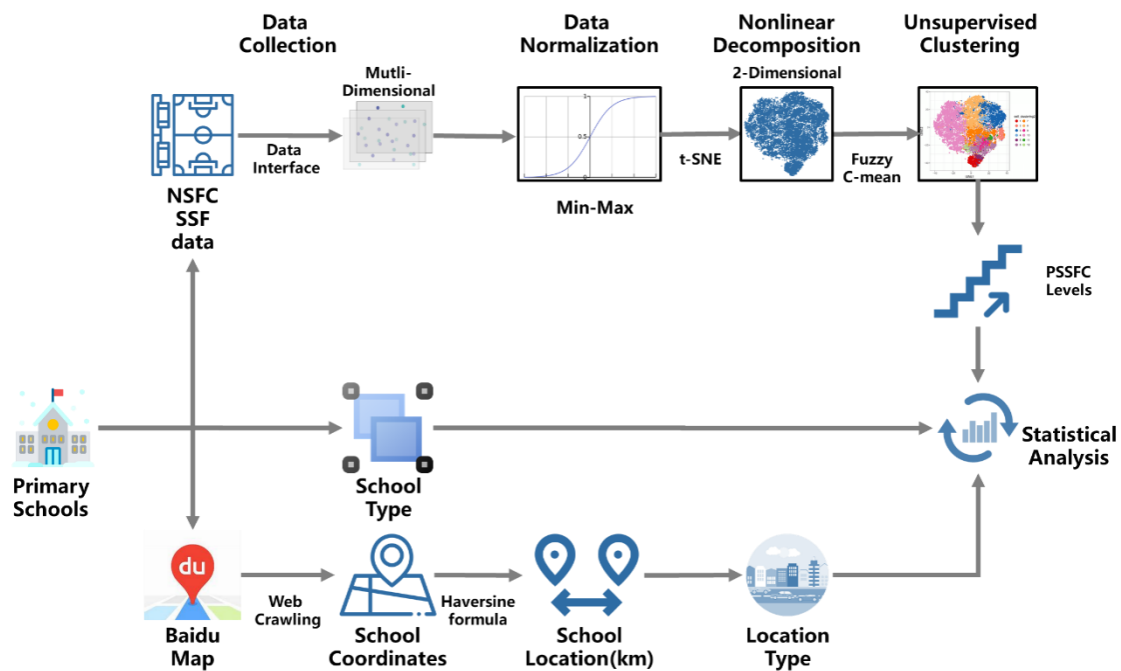 Data
Collection
Data
Normalization
Nonlinear
Decomposition
Unsupervised
Clustering
Mutli-
Dimensional
2-Dimensional
Data
Interface
0.5
t-SNE
Fuzzy
C-mean
Min-Max
NSFC
SSF
data
PSSFC
Levels
Primary
Schools
School
Type
Statistical
Analysis
du
Web
Crawling
Haversine
formula
Baidu
Map
School
Coordinates
School
Location(km)
Location
Type